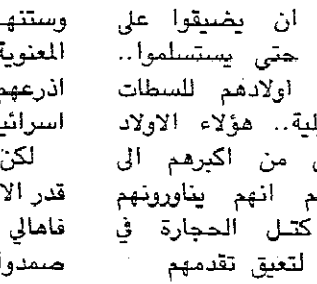 ان يضيقوا على
حتى يستسلموا..
اولادهم للسطات
لية.. هؤلاء الاولاد
من اكبرهم الى
م انهم يناورونهم
كتل الحجارة في
لتعيق تقدمهم
وستنه
المعنوية
اذرعهم
اسرائي
لكن
قدر الا
فاهالي
صمدوا